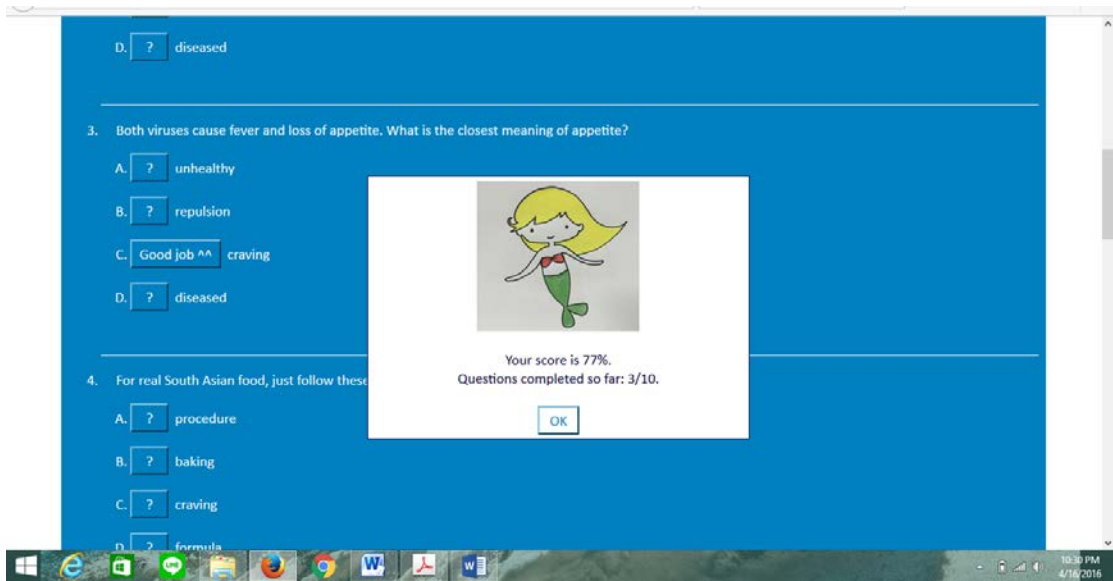 D. ? diseased
3. Both viruses cause fever and loss of appetite. What is the closest meaning of appetite?
A. ? unhealthy
B. ? repulsion
C. Good job ^^ craving
D. ? diseased
Your score is 77%.
Questions completed so far: 3/10.
OK
4. For real South Asian food, just follow these
A. ? procedure
B. ? baking
C. ? craving
D. ? formula
10:30 PM
4/16/2016